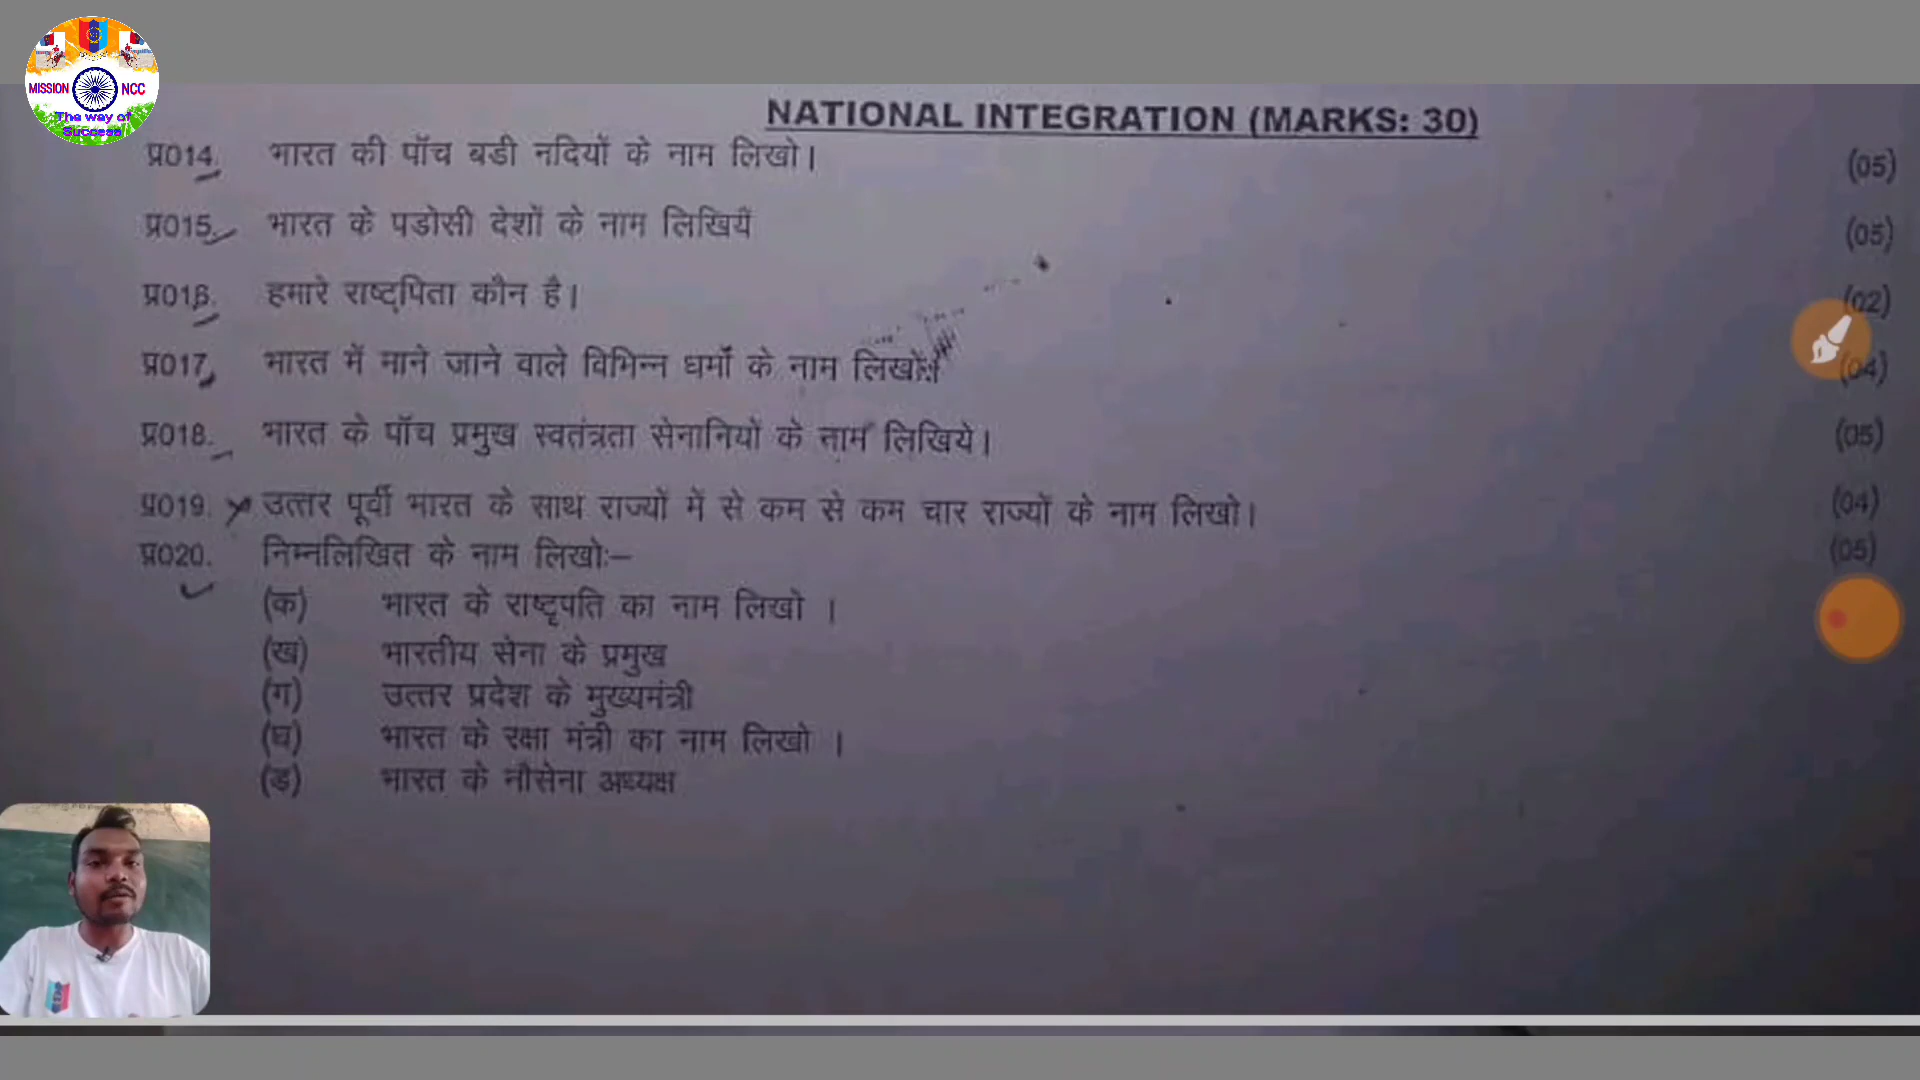 MISSION NCC
The way of
Success
NATIONAL INTEGRATION (MARKS: 30)
प्र014. भारत की पॉच बडी नदियों के नाम लिखो। (05)
प्र015. भारत के पडोसी देशों के नाम लिखियें (05)
प्र016. हमारे राष्ट्पिता कौन है। (02)
प्र017. भारत में माने जाने वाले विभिन्न धर्मों के नाम लिखों। (04)
प्र018. भारत के पॉच प्रमुख स्वतंत्रता सेनानियों के नाम लिखिये। (05)
प्र019. उत्तर पूर्वी भारत के साथ राज्यों में से कम से कम चार राज्यों के नाम लिखो। (04)
प्र020. निम्नलिखित के नाम लिखोः– (05)
(क) भारत के राष्ट्रपति का नाम लिखो ।
(ख) भारतीय सेना के प्रमुख
(ग) उत्तर प्रदेश के मुख्यमंत्री
(घ) भारत के रक्षा मंत्री का नाम लिखो ।
(ड) भारत के नौसेना अध्यक्ष